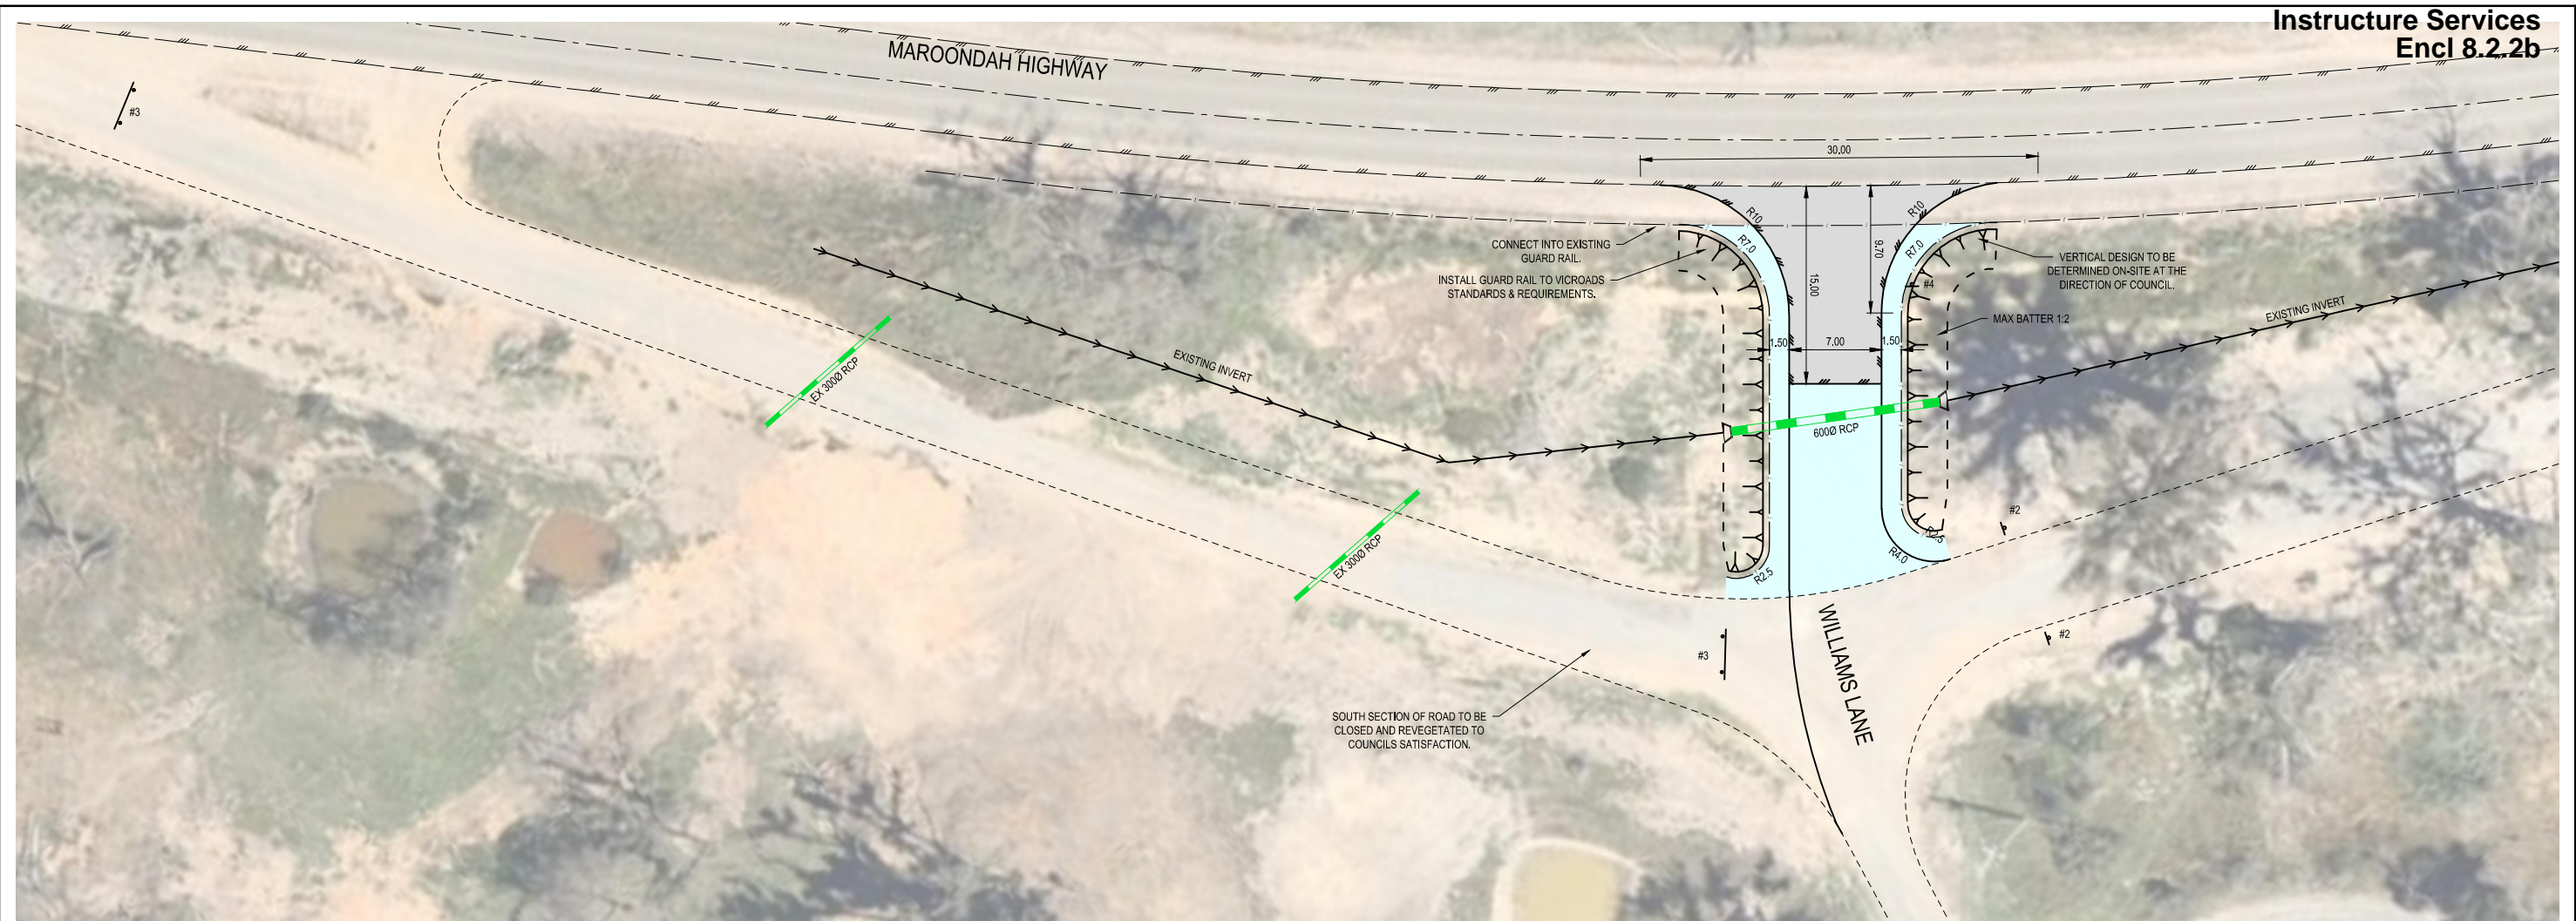 Instructure Services
Encl 8.2.2b
MAROONDAH HIGHWAY
#3
30.00
R10
R10
CONNECT INTO EXISTING
GUARD RAIL.
R7.0
9.70
R7.0
VERTICAL DESIGN TO BE
DETERMINED ON-SITE AT THE
DIRECTION OF COUNCIL.
INSTALL GUARD RAIL TO VICROADS
STANDARDS & REQUIREMENTS.
15.00
#4
MAX BATTER 1:2
EXISTING INVERT
1.50
7.00
1.50
EXISTING INVERT
EX 300Ø RCP
600Ø RCP
#2
R2.5
EX 300Ø RCP
R4.0
R2.5
#3
WILLIAMS LANE
#2
SOUTH SECTION OF ROAD TO BE
CLOSED AND REVEGETATED TO
COUNCILS SATISFACTION.